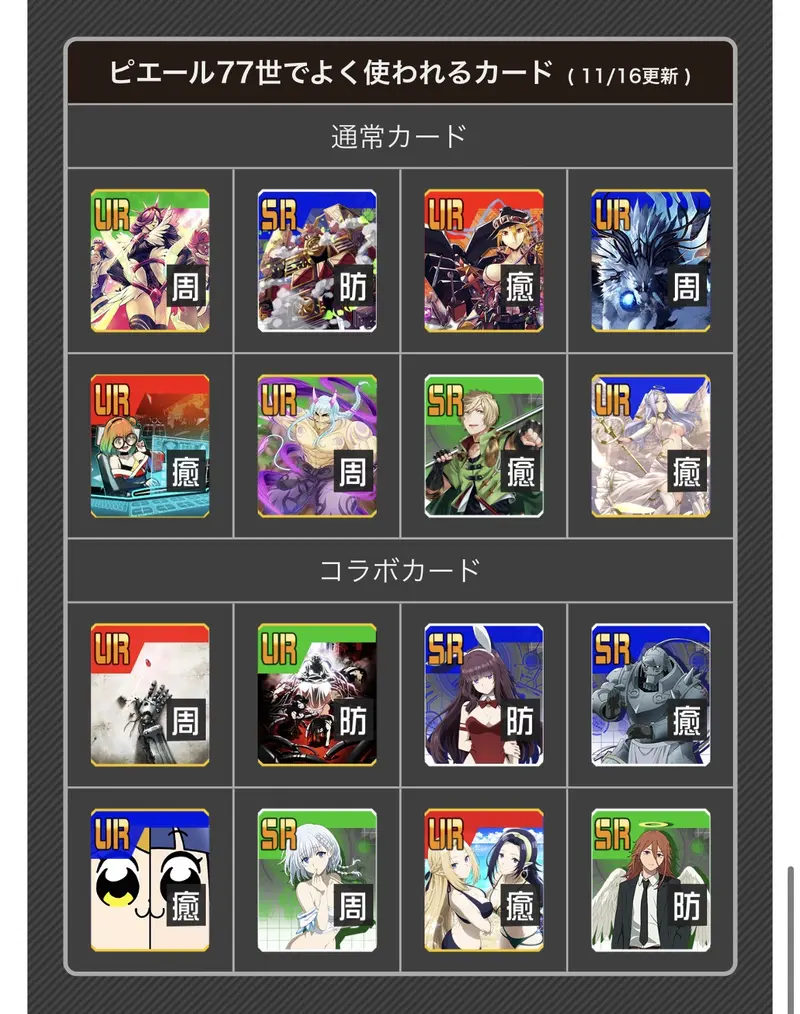 ピエール77世でよく使われるカード ( 11/16更新 )
通常カード
UR SR UR UR
周 防 癒 周
UR UR SR UR
癒 周 癒 癒
コラボカード
UR UR SR SR
周 防 防 癒
UR SR UR SR
癒 周 癒 防